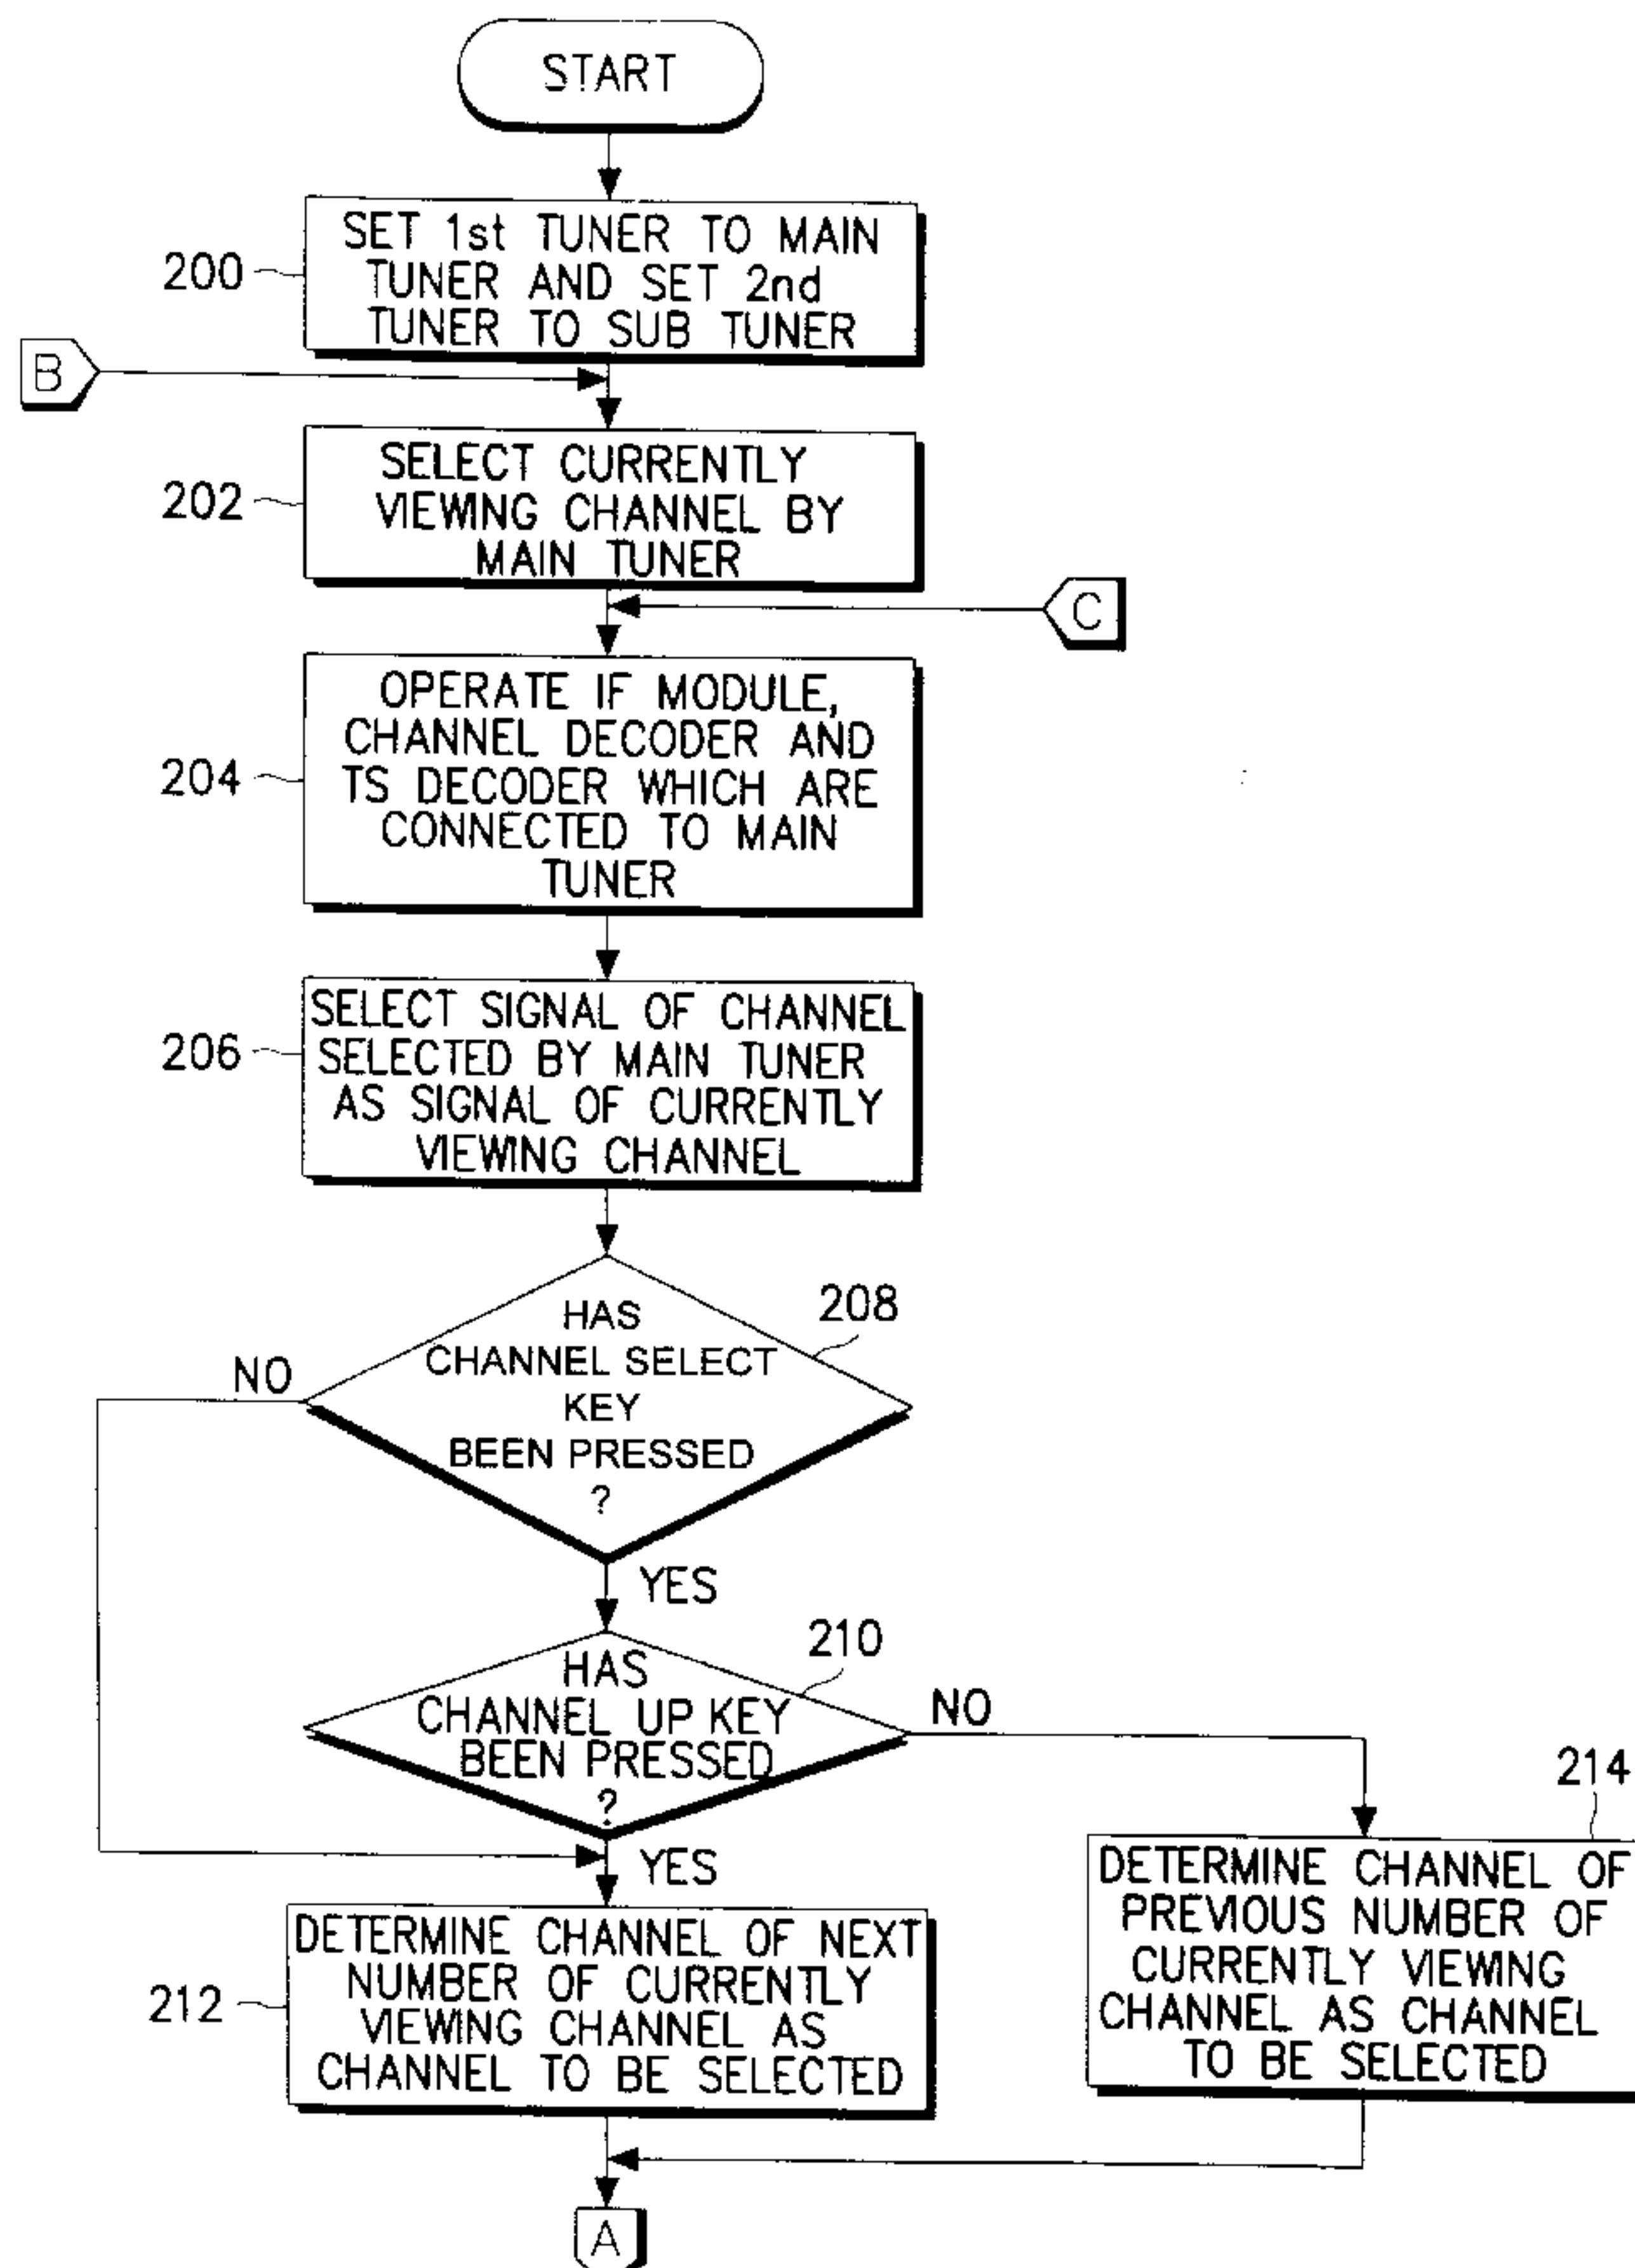 START
200
SET 1st TUNER TO MAIN
TUNER AND SET 2nd
TUNER TO SUB TUNER
B
202
SELECT CURRENTLY
VIEWING CHANNEL BY
MAIN TUNER
C
204
OPERATE IF MODULE,
CHANNEL DECODER AND
TS DECODER WHICH ARE
CONNECTED TO MAIN
TUNER
206
SELECT SIGNAL OF CHANNEL
SELECTED BY MAIN TUNER
AS SIGNAL OF CURRENTLY
VIEWING CHANNEL
208
HAS
CHANNEL SELECT
KEY
BEEN PRESSED
?
NO
YES
210
HAS
CHANNEL UP KEY
BEEN PRESSED
?
NO
YES
214
DETERMINE CHANNEL OF
PREVIOUS NUMBER OF
CURRENTLY VIEWING
CHANNEL AS CHANNEL
TO BE SELECTED
212
DETERMINE CHANNEL OF NEXT
NUMBER OF CURRENTLY
VIEWING CHANNEL AS
CHANNEL TO BE SELECTED
A